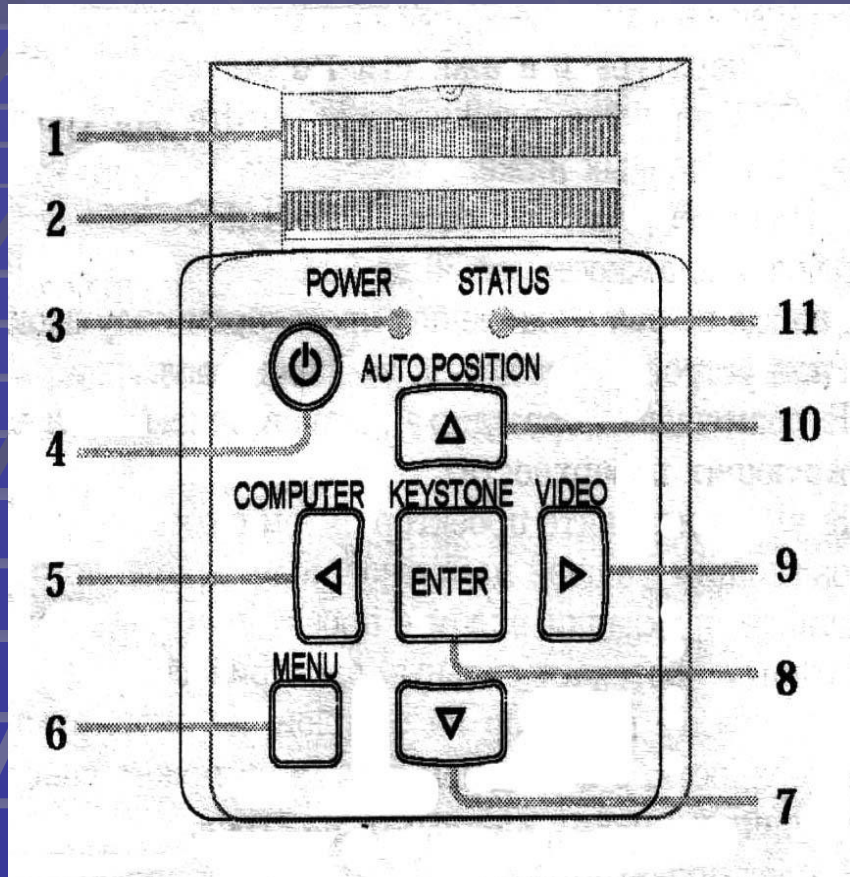 1
2
POWER STATUS
3 11
AUTO POSITION
4 10
COMPUTER KEYSTONE VIDEO
5 ENTER 9
MENU
8
6
7